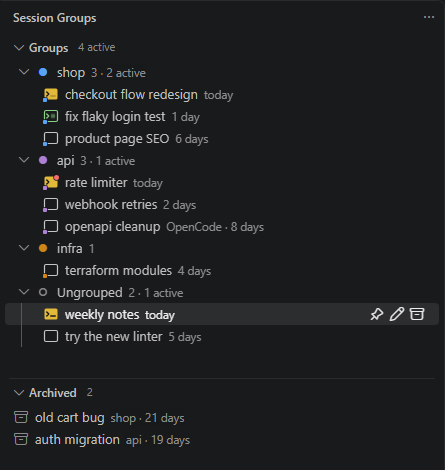 Session Groups ...
Groups 4 active
shop 3 · 2 active
checkout flow redesign today
fix flaky login test 1 day
product page SEO 6 days
api 3 · 1 active
rate limiter today
webhook retries 2 days
openapi cleanup OpenCode · 8 days
infra 1
terraform modules 4 days
Ungrouped 2 · 1 active
weekly notes today
try the new linter 5 days
Archived 2
old cart bug shop · 21 days
auth migration api · 19 days